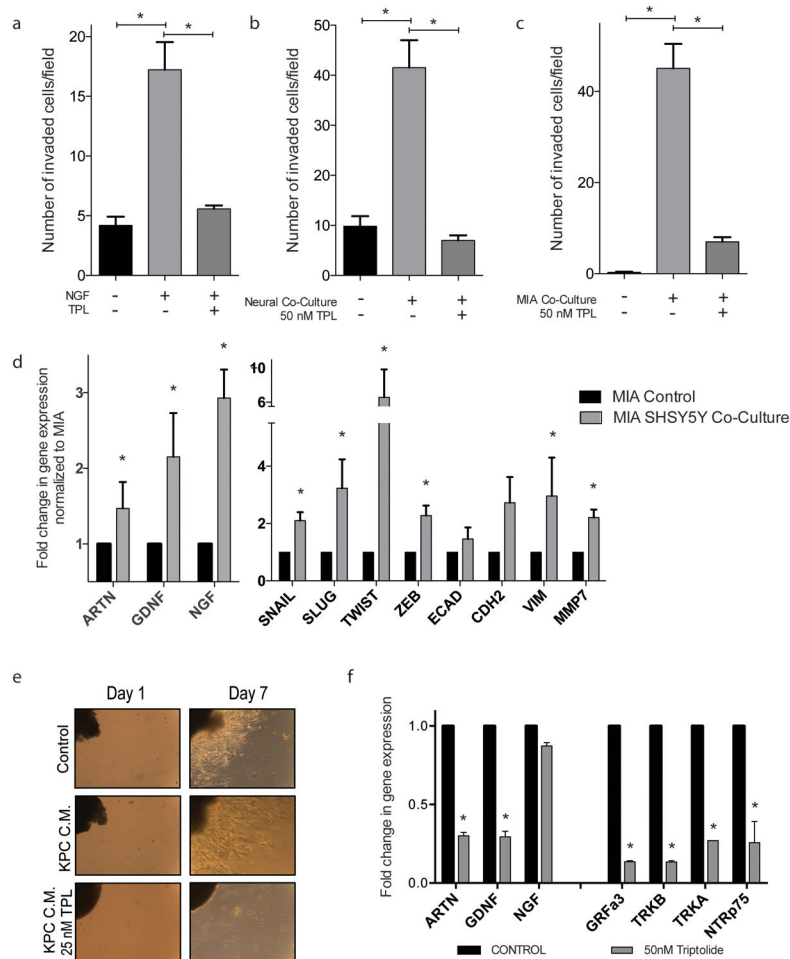 a
Number of invaded cells/field
20
15
10
5
0
*
*
NGF - + +
TPL - - +
b
Number of invaded cells/field
50
40
30
20
10
0
*
*
Neural Co-Culture - + +
50 nM TPL - - +
c
Number of invaded cells/field
40
20
0
*
*
MIA Co-Culture - + +
50 nM TPL - - +
d
Fold change in gene expression
normalized to MIA
3
2
1
* * *
ARTN GDNF NGF
10
6
4
2
0
* * * * * *
SNAIL SLUG TWIST ZEB ECAD CDH2 VIM MMP7
MIA Control
MIA SHSY5Y Co-Culture
e
Day 1 Day 7
Control
KPC C.M.
KPC C.M.
25 nM TPL
f
Fold change in gene expression
1.0
0.5
0.0
* * * * * *
ARTN GDNF NGF GRFa3 TRKB TRKA NTRp75
CONTROL 50nM Triptolide